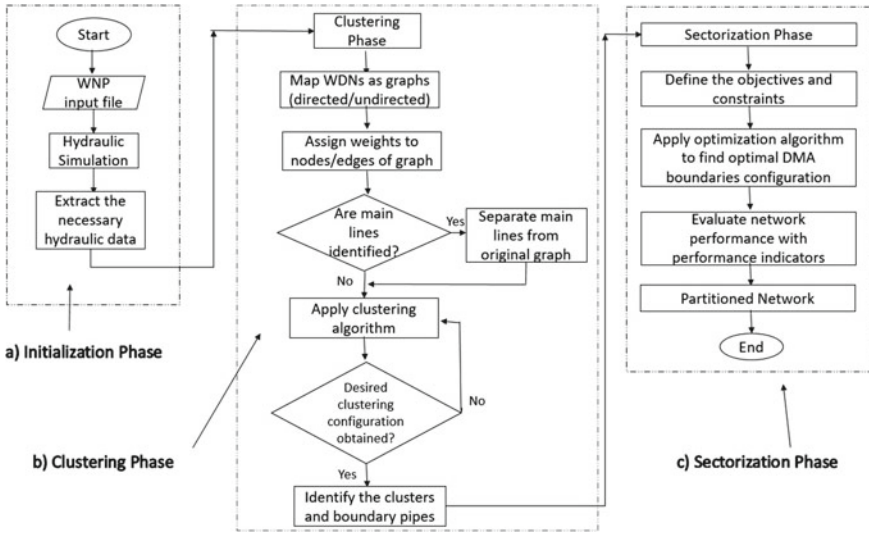 Start
WNP
input file
Hydraulic
Simulation
Extract the
necessary
hydraulic data
a) Initialization Phase
Clustering
Phase
Map WDNs as graphs
(directed/undirected)
Assign weights to
nodes/edges of graph
Are main
lines
identified?
Yes
Separate main
lines from
original graph
No
Apply clustering
algorithm
Desired
clustering
configuration
obtained?
No
Yes
Identify the clusters
and boundary pipes
b) Clustering Phase
Sectorization Phase
Define the objectives and
constraints
Apply optimization algorithm
to find optimal DMA
boundaries configuration
Evaluate network
performance with
performance indicators
Partitioned Network
End
c) Sectorization Phase